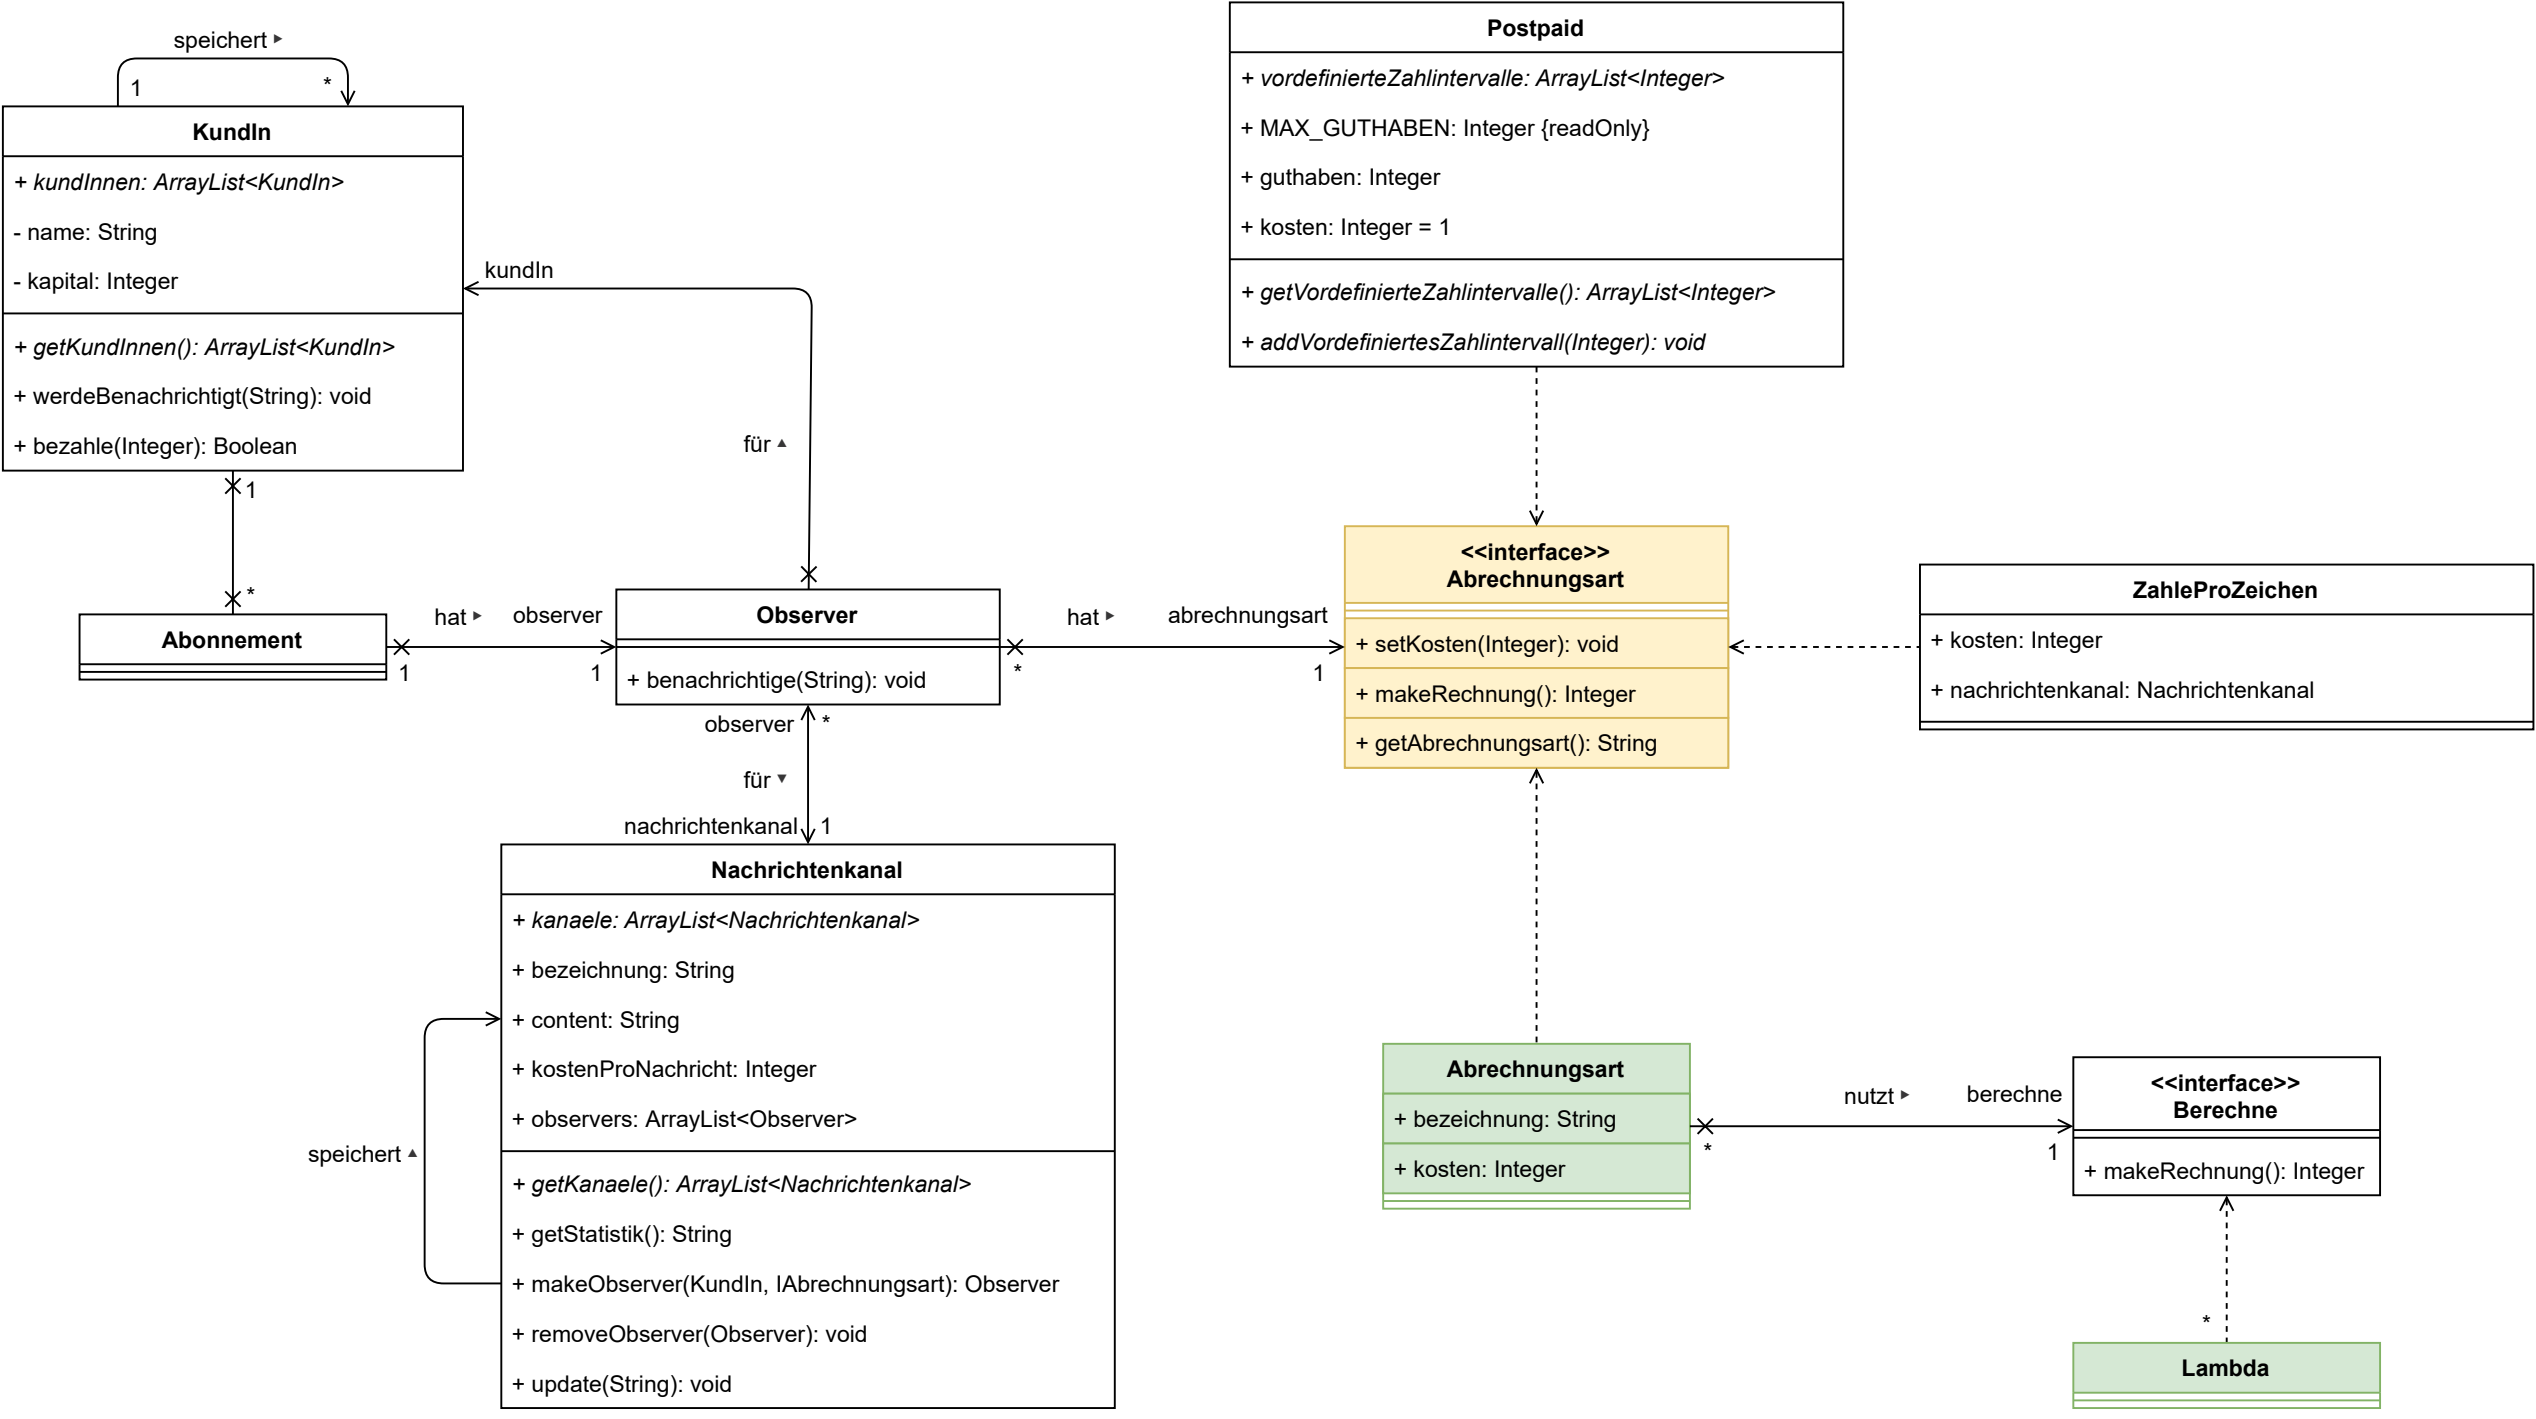 speichert ▸
1
*
KundIn
+ kundInnen: ArrayList<KundIn>
- name: String
- kapital: Integer
+ getKundInnen(): ArrayList<KundIn>
+ werdeBenachrichtigt(String): void
+ bezahle(Integer): Boolean
kundIn
für ▴
1
*
Abonnement
1
hat ▸
observer
1
Observer
+ benachrichtige(String): void
*
hat ▸
abrechnungsart
1
observer
*
für ▾
nachrichtenkanal
1
Nachrichtenkanal
+ kanaele: ArrayList<Nachrichtenkanal>
+ bezeichnung: String
+ content: String
+ kostenProNachricht: Integer
+ observers: ArrayList<Observer>
+ getKanaele(): ArrayList<Nachrichtenkanal>
+ getStatistik(): String
+ makeObserver(KundIn, IAbrechnungsart): Observer
+ removeObserver(Observer): void
+ update(String): void
speichert ▴
Postpaid
+ vordefinierteZahlintervalle: ArrayList<Integer>
+ MAX_GUTHABEN: Integer {readOnly}
+ guthaben: Integer
+ kosten: Integer = 1
+ getVordefinierteZahlintervalle(): ArrayList<Integer>
+ addVordefiniertesZahlintervall(Integer): void
<<interface>>
Abrechnungsart
+ setKosten(Integer): void
+ makeRechnung(): Integer
+ getAbrechnungsart(): String
ZahleProZeichen
+ kosten: Integer
+ nachrichtenkanal: Nachrichtenkanal
Abrechnungsart
+ bezeichnung: String
+ kosten: Integer
*
nutzt ▸
berechne
1
<<interface>>
Berechne
+ makeRechnung(): Integer
*
Lambda